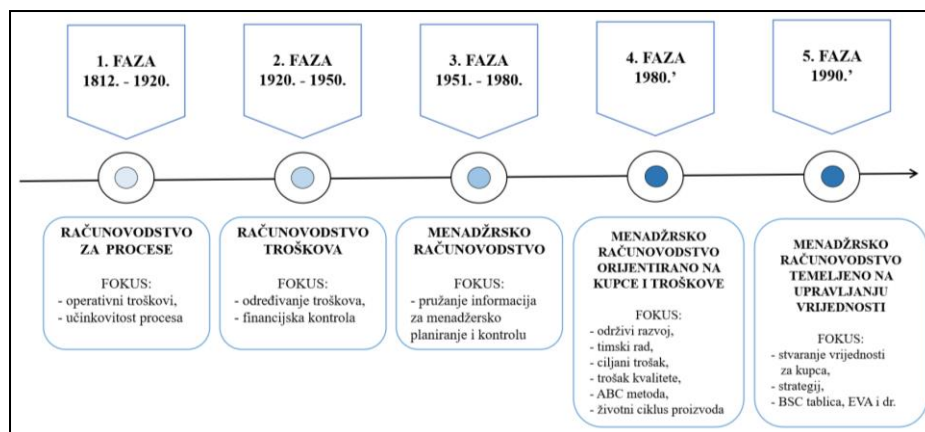 1. FAZA
1812. - 1920.
2. FAZA
1920. - 1950.
3. FAZA
1951. - 1980.
4. FAZA
1980.’
5. FAZA
1990.’
RAČUNOVODSTVO
ZA PROCESE
FOKUS:
- operativni troškovi,
- učinkovitost procesa
RAČUNOVODSTVO
TROŠKOVA
FOKUS:
- određivanje troškova,
- financijska kontrola
MENADŽRSKO
RAČUNOVODSTVO
FOKUS:
- pružanje informacija
za menadžersko
planiranje i kontrolu
MENADŽRSKO
RAČUNOVODSTVO
ORIJENTIRANO NA
KUPCE I TROŠKOVE
FOKUS:
- održivi razvoj,
- timski rad,
- ciljani trošak,
- trošak kvalitete,
- ABC metoda,
- životni ciklus proizvoda
MENADŽRSKO
RAČUNOVODSTVO
TEMELJENO NA
UPRAVLJANJU
VRIJEDNOSTI
FOKUS:
- stvaranje vrijednosti
za kupca,
- strategij,
- BSC tablica, EVA i dr.